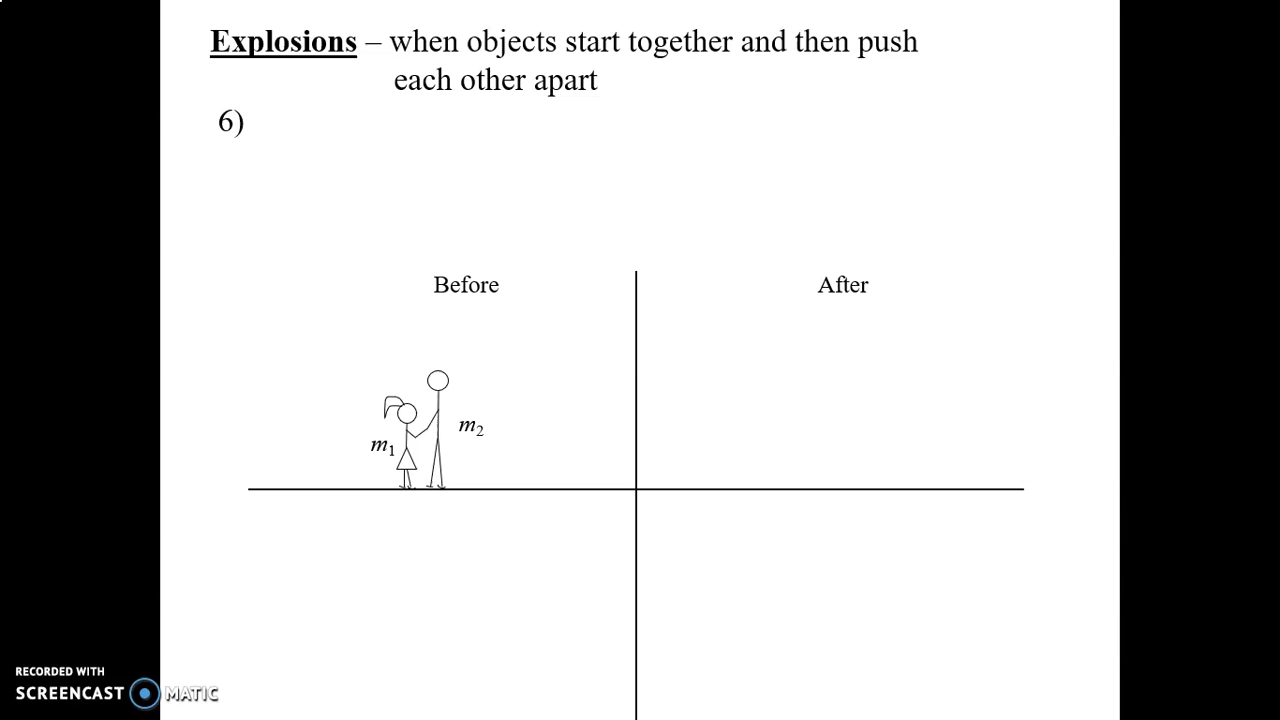 Explosions – when objects start together and then push
each other apart
6)
Before
After
m₂
m₁
RECORDED WITH
SCREENCAST MATIC